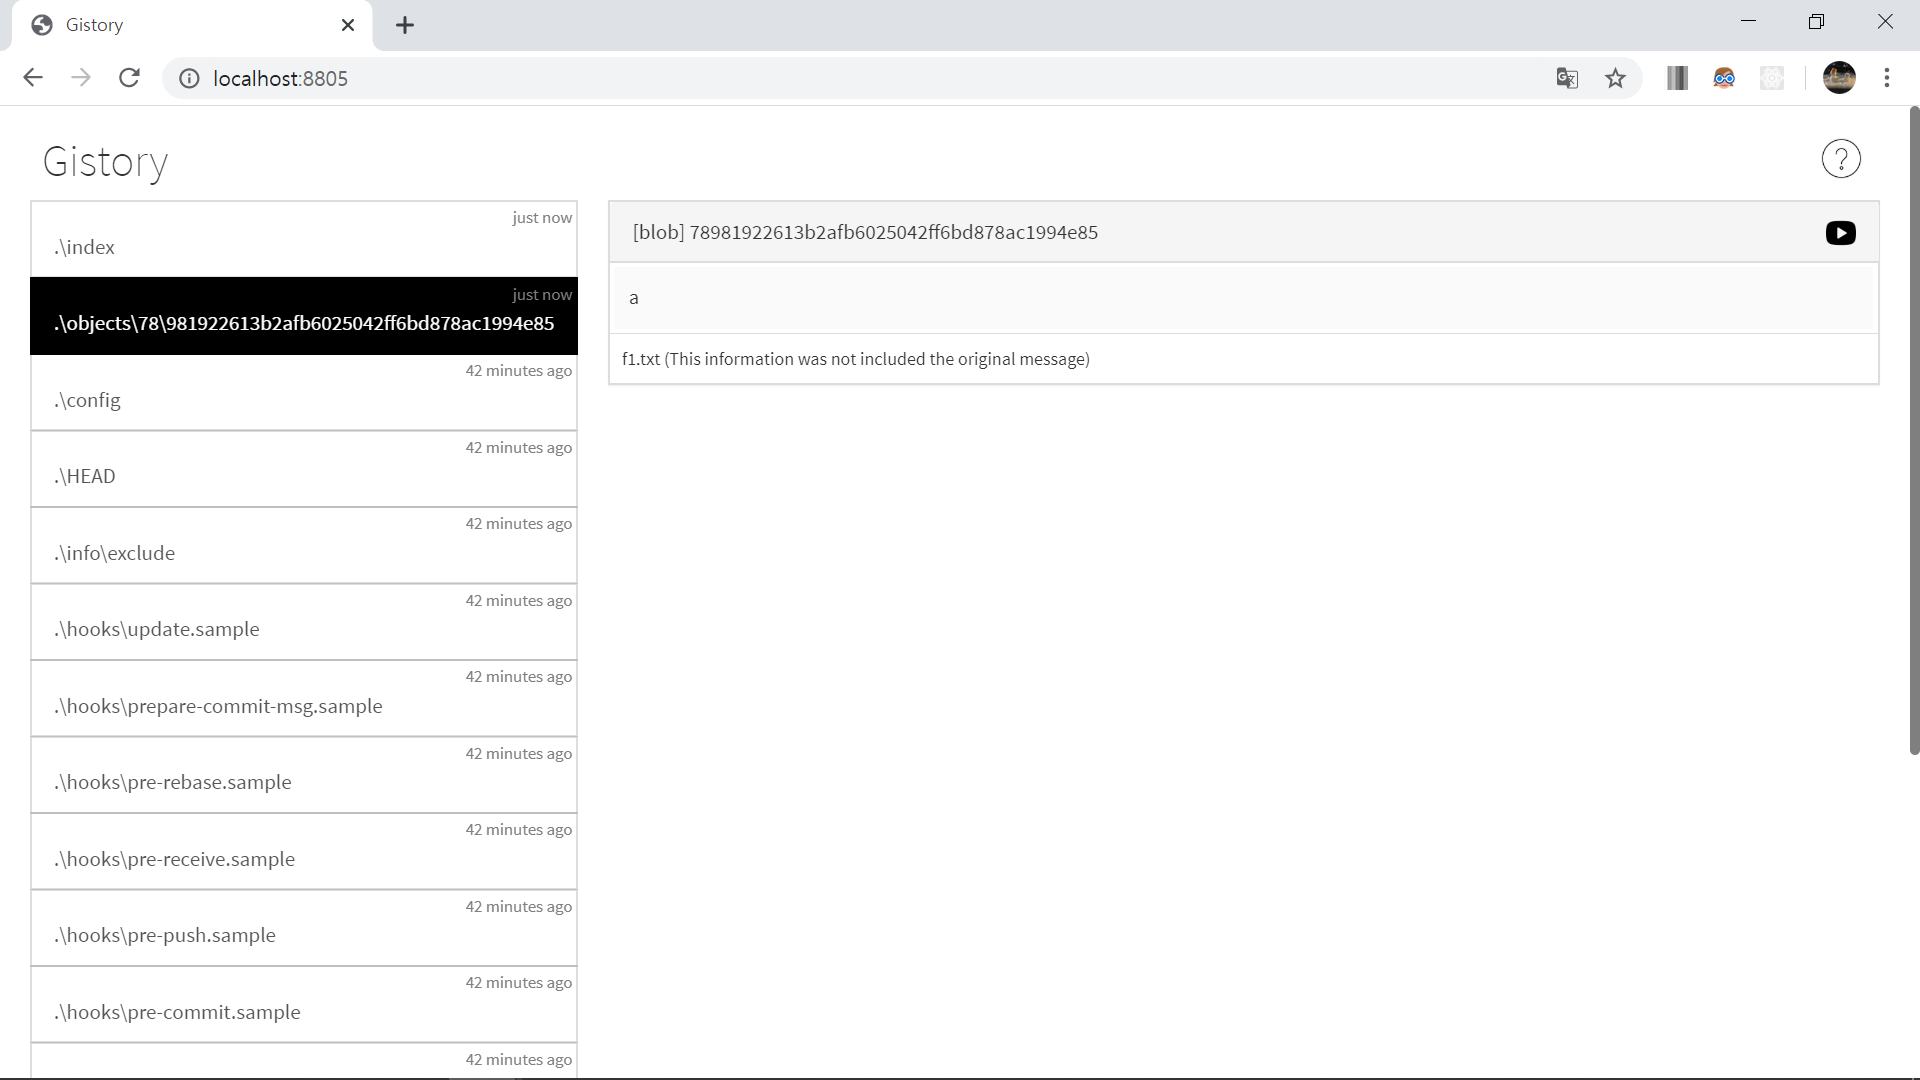 Gistory
localhost:8805
Gistory
?
just now
.\index
just now
.\objects\78\981922613b2afb6025042ff6bd878ac1994e85
42 minutes ago
.\config
42 minutes ago
.\HEAD
42 minutes ago
.\info\exclude
42 minutes ago
.\hooks\update.sample
42 minutes ago
.\hooks\prepare-commit-msg.sample
42 minutes ago
.\hooks\pre-rebase.sample
42 minutes ago
.\hooks\pre-receive.sample
42 minutes ago
.\hooks\pre-push.sample
42 minutes ago
.\hooks\pre-commit.sample
42 minutes ago
[blob] 78981922613b2afb6025042ff6bd878ac1994e85
a
f1.txt (This information was not included the original message)